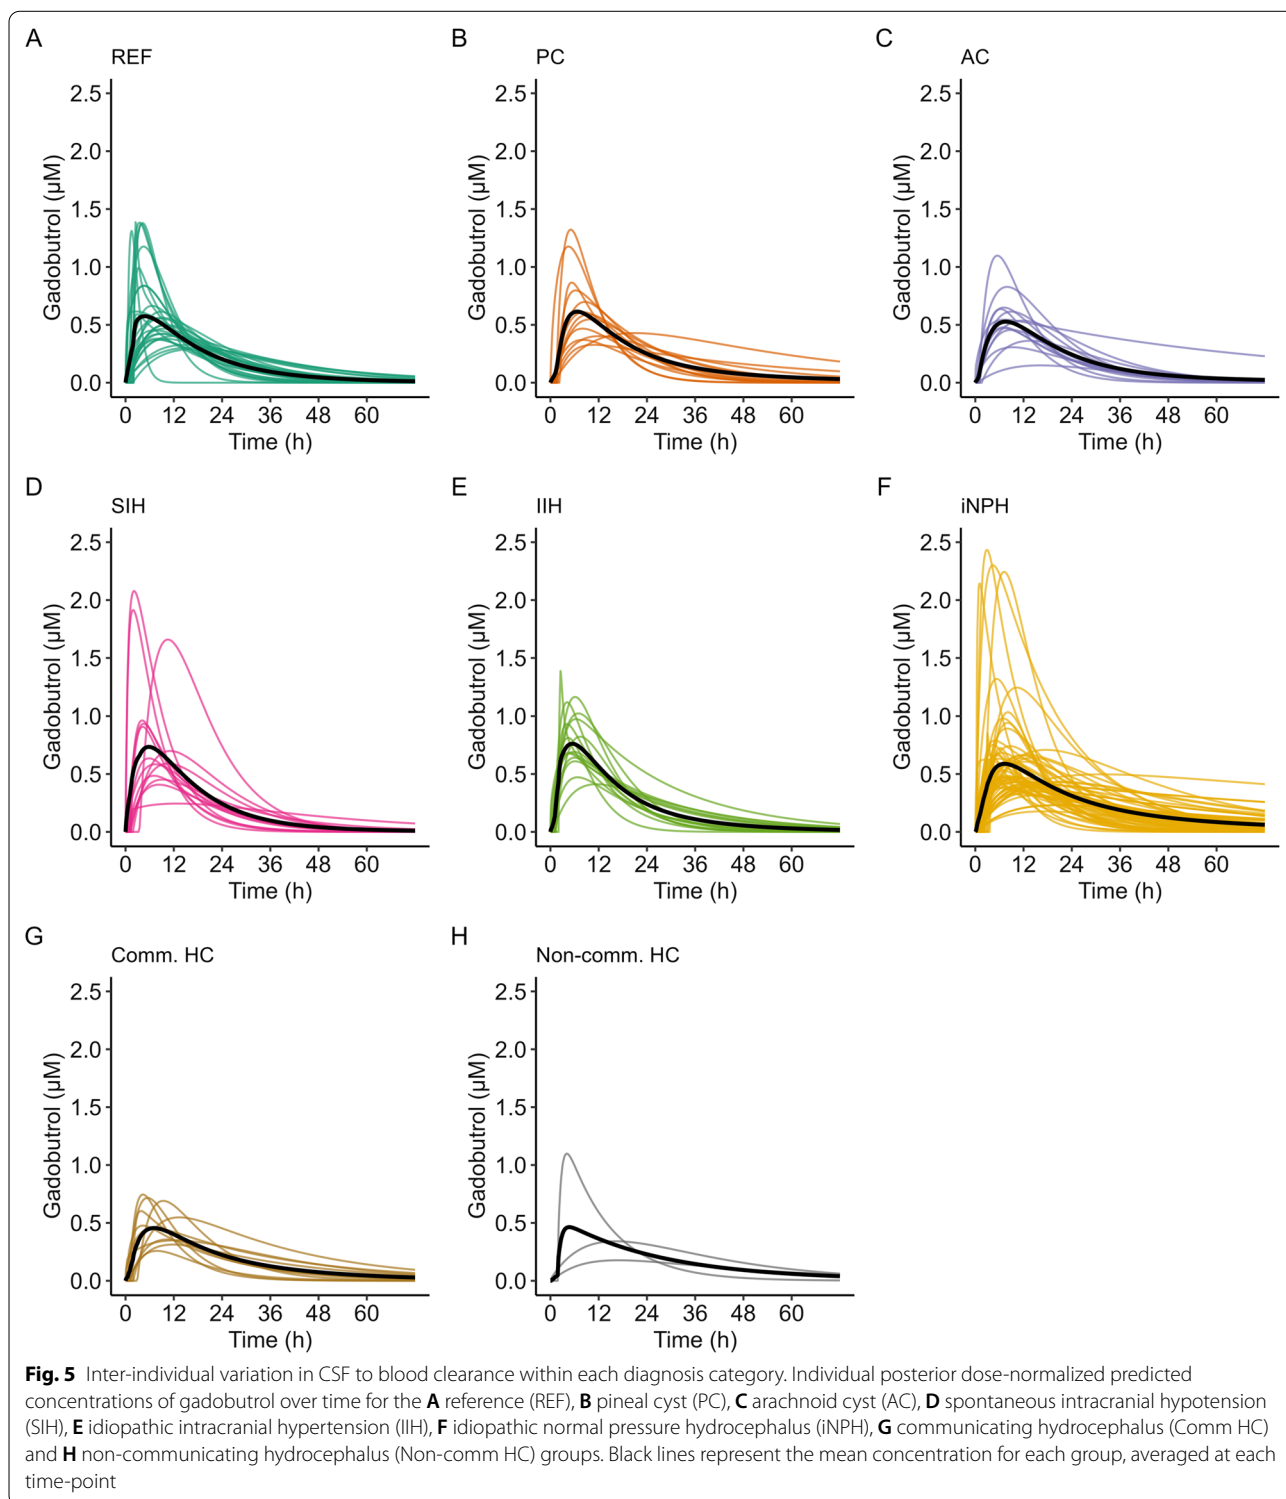 A
REF
2.5
2.0
1.5
1.0
0.5
0.0
Gadobutrol (µM)
0 12 24 36 48 60
Time (h)
B
PC
2.5
2.0
1.5
1.0
0.5
0.0
Gadobutrol (µM)
0 12 24 36 48 60
Time (h)
C
AC
2.5
2.0
1.5
1.0
0.5
0.0
Gadobutrol (µM)
0 12 24 36 48 60
Time (h)
D
SIH
2.5
2.0
1.5
1.0
0.5
0.0
Gadobutrol (µM)
0 12 24 36 48 60
Time (h)
E
IIH
2.5
2.0
1.5
1.0
0.5
0.0
Gadobutrol (µM)
0 12 24 36 48 60
Time (h)
F
iNPH
2.5
2.0
1.5
1.0
0.5
0.0
Gadobutrol (µM)
0 12 24 36 48 60
Time (h)
G
Comm. HC
2.5
2.0
1.5
1.0
0.5
0.0
Gadobutrol (µM)
0 12 24 36 48 60
Time (h)
H
Non-comm. HC
2.5
2.0
1.5
1.0
0.5
0.0
Gadobutrol (µM)
0 12 24 36 48 60
Time (h)
Fig. 5 Inter-individual variation in CSF to blood clearance within each diagnosis category. Individual posterior dose-normalized predicted
concentrations of gadobutrol over time for the A reference (REF), B pineal cyst (PC), C arachnoid cyst (AC), D spontaneous intracranial hypotension
(SIH), E idiopathic intracranial hypertension (IIH), F idiopathic normal pressure hydrocephalus (iNPH), G communicating hydrocephalus (Comm HC)
and H non-communicating hydrocephalus (Non-comm HC) groups. Black lines represent the mean concentration for each group, averaged at each
time-point